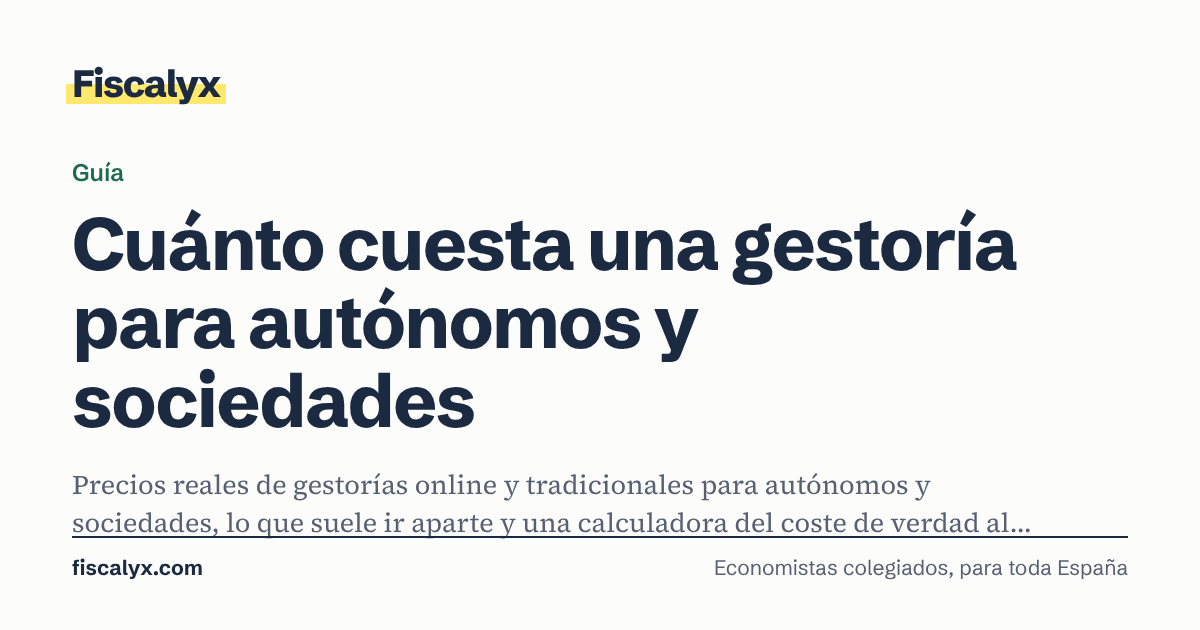 Fiscalyx
Guía
Cuánto cuesta una gestoría
para autónomos y
sociedades
Precios reales de gestorías online y tradicionales para autónomos y
sociedades, lo que suele ir aparte y una calculadora del coste de verdad al…
fiscalyx.com
Economistas colegiados, para toda España